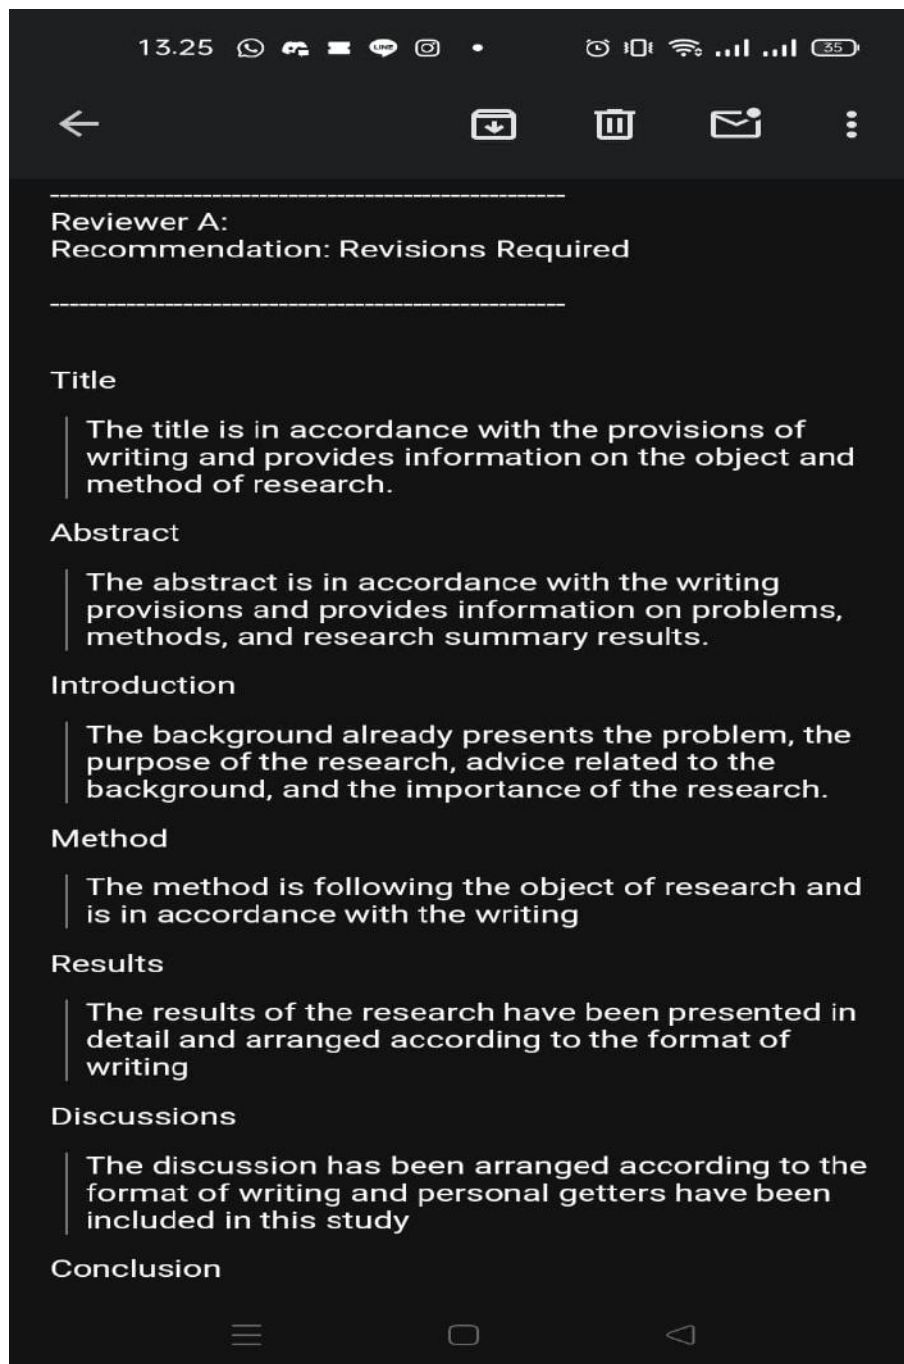 13.25
35
------------------------------------------------------
Reviewer A:
Recommendation: Revisions Required
------------------------------------------------------
Title
The title is in accordance with the provisions of
writing and provides information on the object and
method of research.
Abstract
The abstract is in accordance with the writing
provisions and provides information on problems,
methods, and research summary results.
Introduction
The background already presents the problem, the
purpose of the research, advice related to the
background, and the importance of the research.
Method
The method is following the object of research and
is in accordance with the writing
Results
The results of the research have been presented in
detail and arranged according to the format of
writing
Discussions
The discussion has been arranged according to the
format of writing and personal getters have been
included in this study
Conclusion